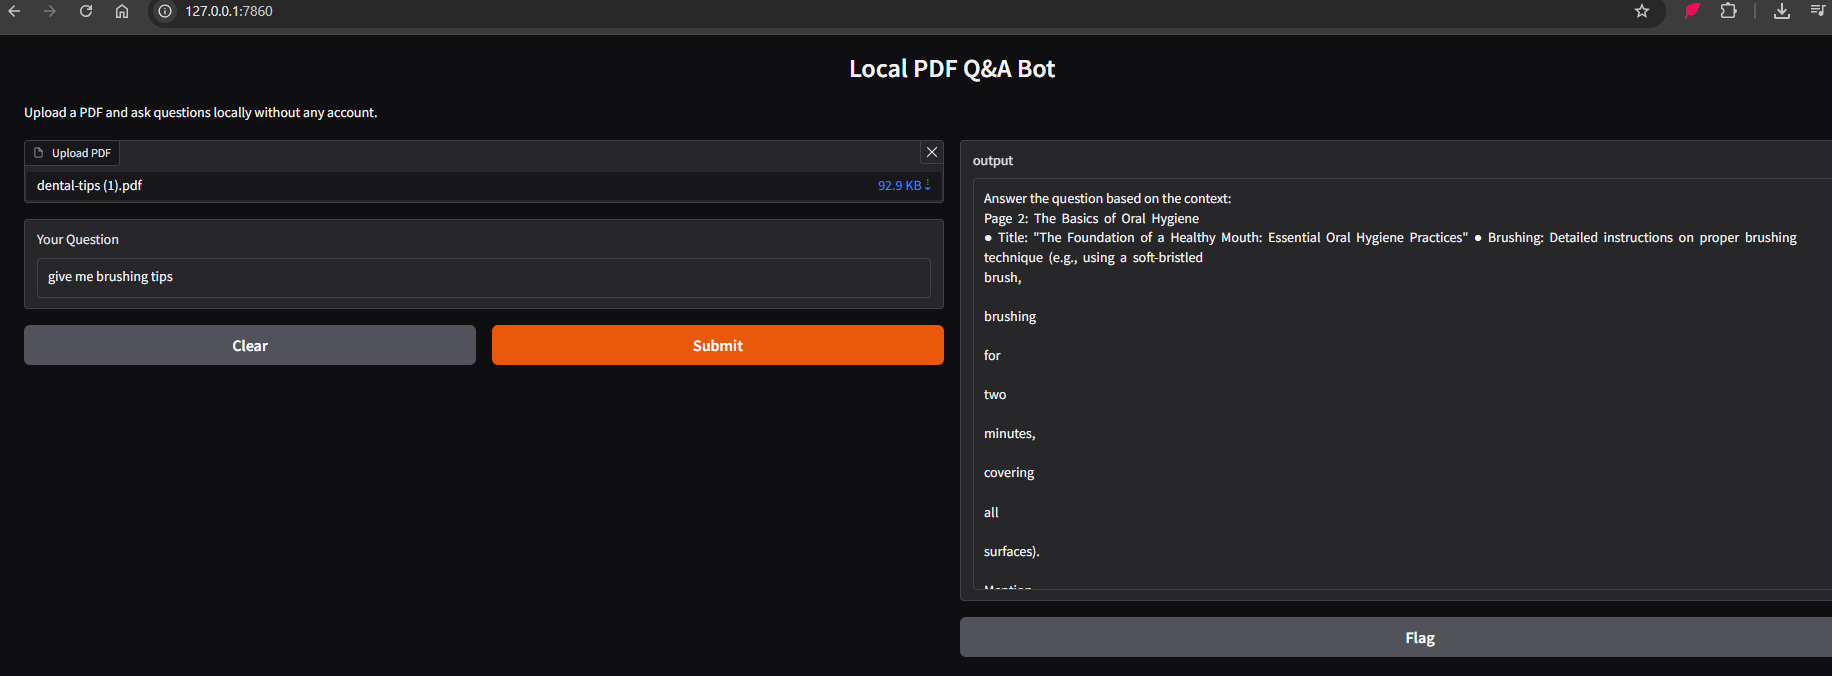 127.0.0.1:7860
Local PDF Q&A Bot
Upload a PDF and ask questions locally without any account.
Upload PDF
dental-tips (1).pdf
92.9 KB
Your Question
give me brushing tips
Clear
Submit
output
Answer the question based on the context:
Page 2: The Basics of Oral Hygiene
● Title: "The Foundation of a Healthy Mouth: Essential Oral Hygiene Practices" ● Brushing: Detailed instructions on proper brushing
technique (e.g., using a soft-bristled
brush,
brushing
for
two
minutes,
covering
all
surfaces).
Flag